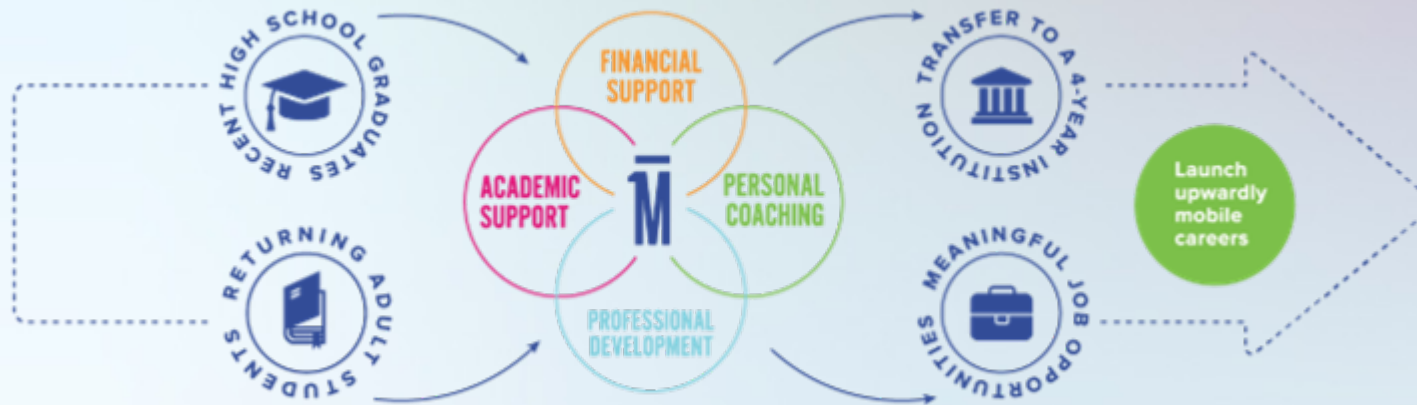 RECENT HIGH SCHOOL GRADUATES
RETURNING ADULT STUDENTS
FINANCIAL
SUPPORT
ACADEMIC
SUPPORT
1M
PERSONAL
COACHING
PROFESSIONAL
DEVELOPMENT
TRANSFER TO A 4-YEAR INSTITUTION
MEANINGFUL JOB OPPORTUNITIES
Launch
upwardly
mobile
careers